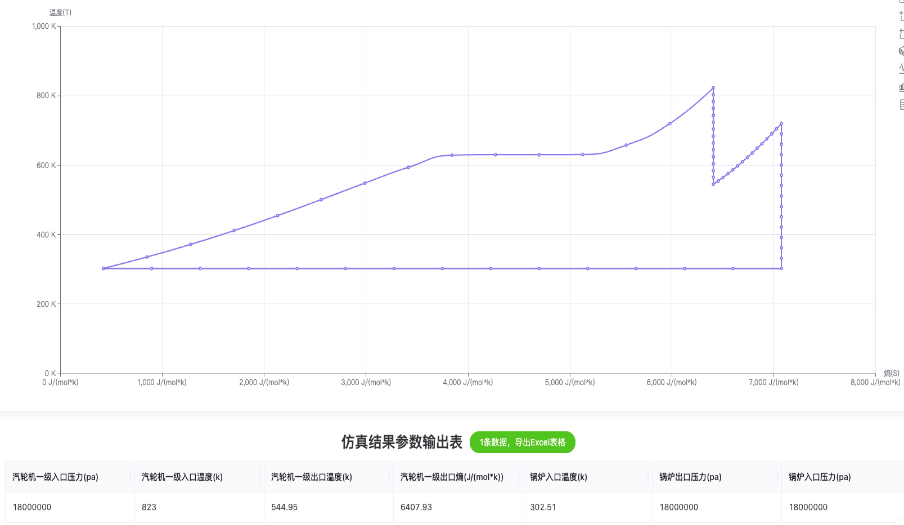 温度(T)
1,000 K
800 K
600 K
400 K
200 K
0 K
熵(S)
0 J/(mol*k) 1,000 J/(mol*k) 2,000 J/(mol*k) 3,000 J/(mol*k) 4,000 J/(mol*k) 5,000 J/(mol*k) 6,000 J/(mol*k) 7,000 J/(mol*k) 8,000 J/(mol*k)
仿真结果参数输出表 1条数据，导出Excel表格
汽轮机一级入口压力(pa) 汽轮机一级入口温度(k) 汽轮机一级出口温度(k) 汽轮机一级出口熵(J/(mol*k)) 锅炉入口温度(k) 锅炉出口压力(pa) 锅炉入口压力(pa)
18000000 823 544.95 6407.93 302.51 18000000 18000000